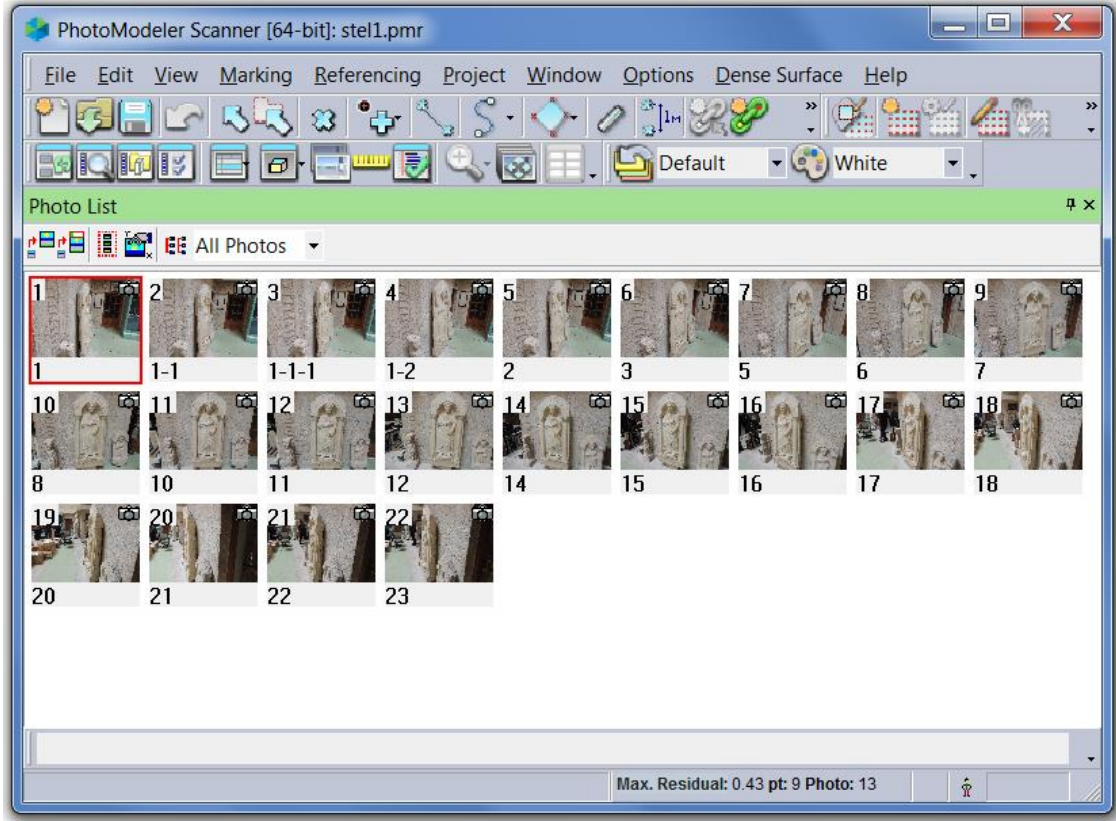 PhotoModeler Scanner [64-bit]: stel1.pmr
File Edit View Marking Referencing Project Window Options Dense Surface Help
1M
Default White
Photo List
All Photos
1 2 3 4 5 6 7 8 9
1 1-1 1-1-1 1-2 2 3 5 6 7
10 11 12 13 14 15 16 17 18
8 10 11 12 14 15 16 17 18
19 20 21 22
20 21 22 23
Max. Residual: 0.43 pt: 9 Photo: 13